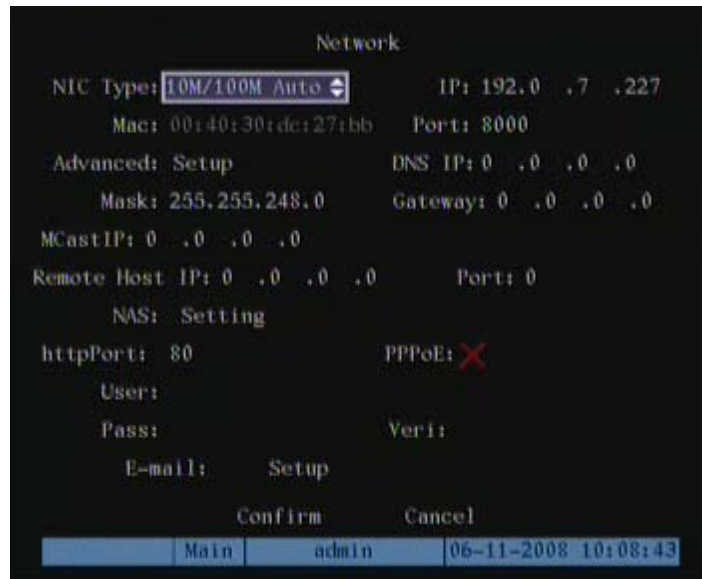 Network
NIC Type: 10M/100M Auto IP: 192.0 .7 .227
Mac: 00:40:30:dc:27:bb Port: 8000
Advanced: Setup DNS IP: 0 .0 .0 .0
Mask: 255.255.248.0 Gateway: 0 .0 .0 .0
MCastIP: 0 .0 .0 .0
Remote Host IP: 0 .0 .0 .0 Port: 0
NAS: Setting
httpPort: 80 PPPoE:
User:
Pass: Veri:
E-mail: Setup
Confirm Cancel
Main admin 06-11-2008 10:08:43